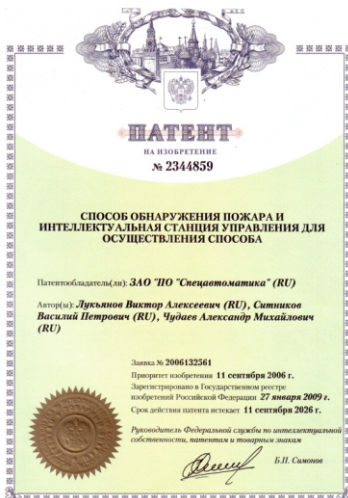 ПАТЕНТ
НА ИЗОБРЕТЕНИЕ
№ 2344859
СПОСОБ ОБНАРУЖЕНИЯ ПОЖАРА И
ИНТЕЛЛЕКТУАЛЬНАЯ СТАНЦИЯ УПРАВЛЕНИЯ ДЛЯ
ОСУЩЕСТВЛЕНИЯ СПОСОБА
Патентообладатель(ли): ЗАО "ПО "Спецавтоматика" (RU)
Автор(ы): Лукьянов Виктор Алексеевич (RU), Ситников
Василий Петрович (RU), Чудаев Александр Михайлович
(RU)
Заявка № 2006132561
Приоритет изобретения 11 сентября 2006 г.
Зарегистрировано в Государственном реестре
изобретений Российской Федерации 27 января 2009 г.
Срок действия патента истекает 11 сентября 2026 г.
Руководитель Федеральной службы по интеллектуальной
собственности, патентам и товарным знакам
Б.П. Симонов